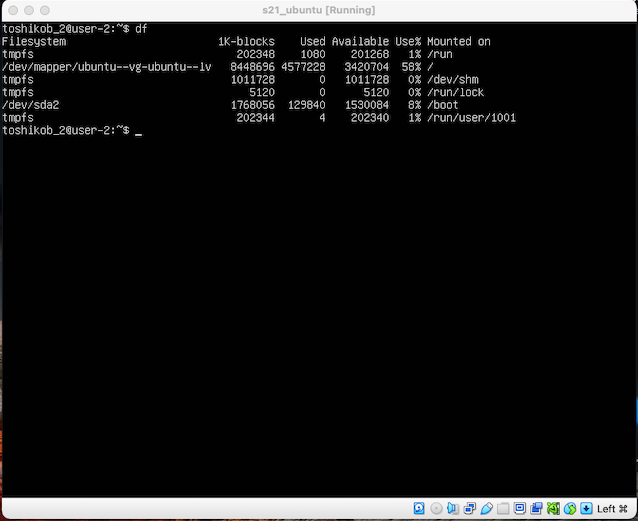 s21_ubuntu [Running]
toshikob_2@user-2:~$ df
Filesystem                        1K-blocks    Used Available Use% Mounted on
tmpfs                                202348    1080    201268   1% /run
/dev/mapper/ubuntu--vg-ubuntu--lv   8448696 4577228   3420704  58% /
tmpfs                               1011728       0   1011728   0% /dev/shm
tmpfs                                  5120       0      5120   0% /run/lock
/dev/sda2                           1768056  129840   1530084   8% /boot
tmpfs                                202344       4    202340   1% /run/user/1001
toshikob_2@user-2:~$ _
Left ⌘